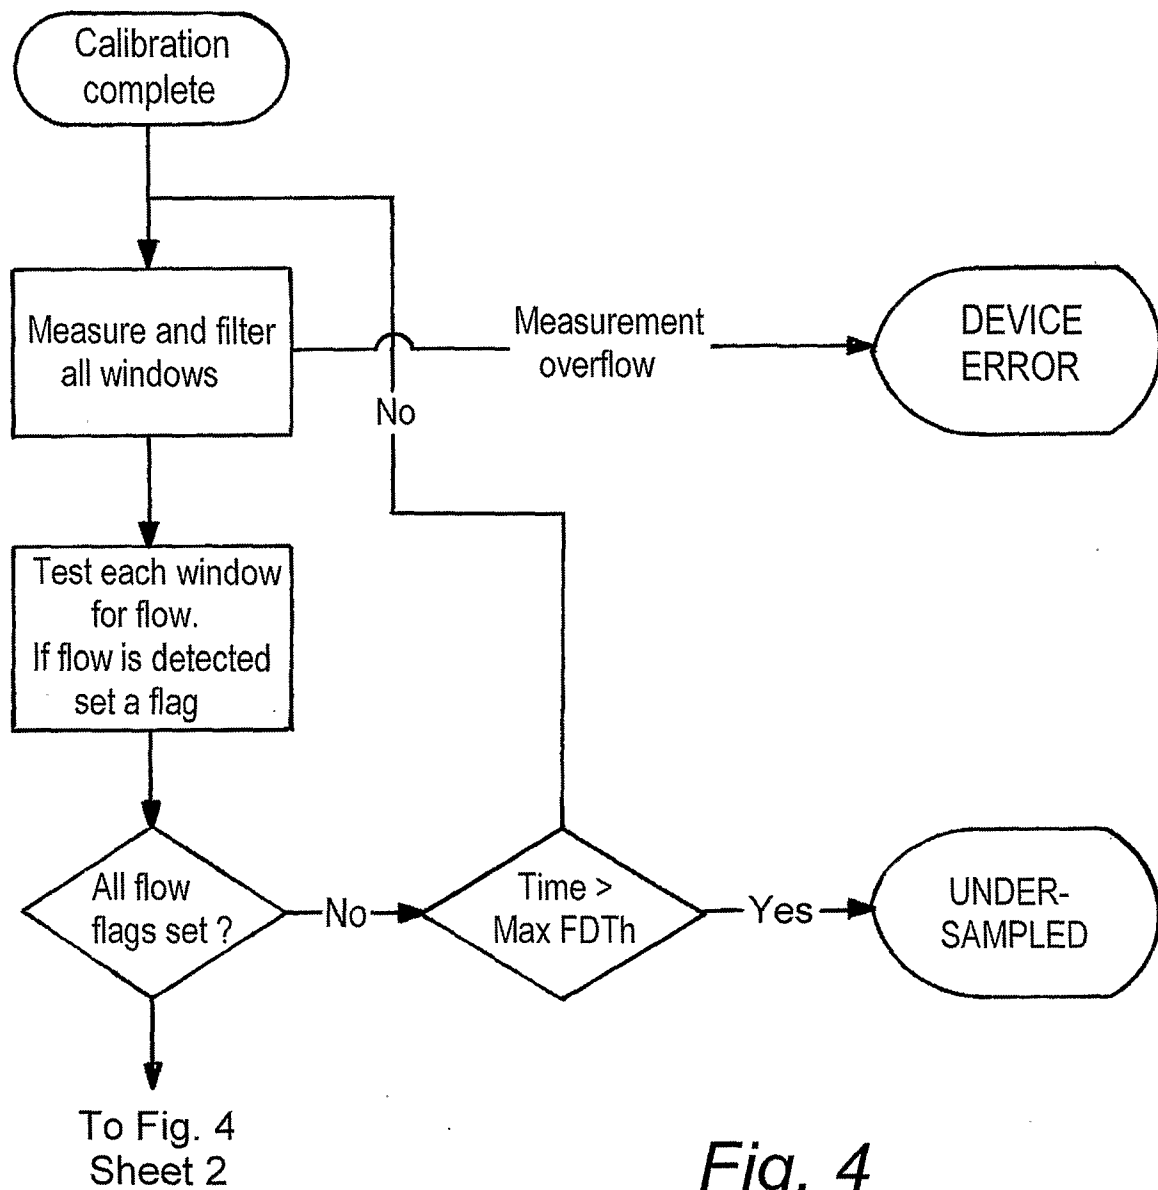 Calibration
complete
Measure and filter
all windows
Measurement
overflow
DEVICE
ERROR
No
Test each window
for flow.
If flow is detected
set a flag
All flow
flags set ?
No
Time >
Max FDTh
Yes
UNDER-
SAMPLED
To Fig. 4
Sheet 2
Fig. 4